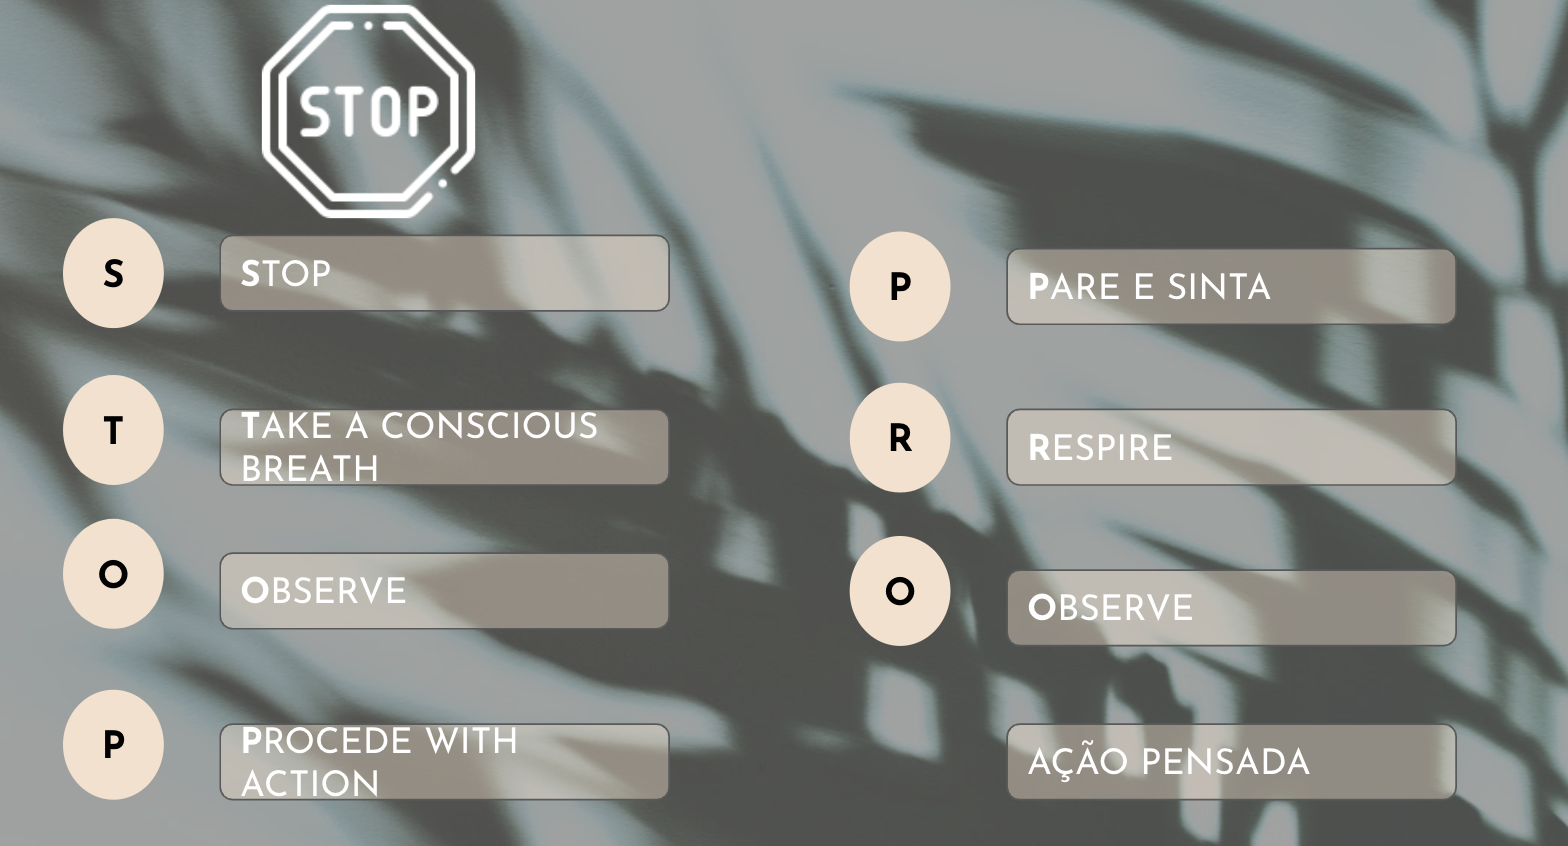 STOP
S
STOP
T
TAKE A CONSCIOUS
BREATH
O
OBSERVE
P
PROCEDE WITH
ACTION
P
PARE E SINTA
R
RESPIRE
O
OBSERVE
AÇÃO PENSADA